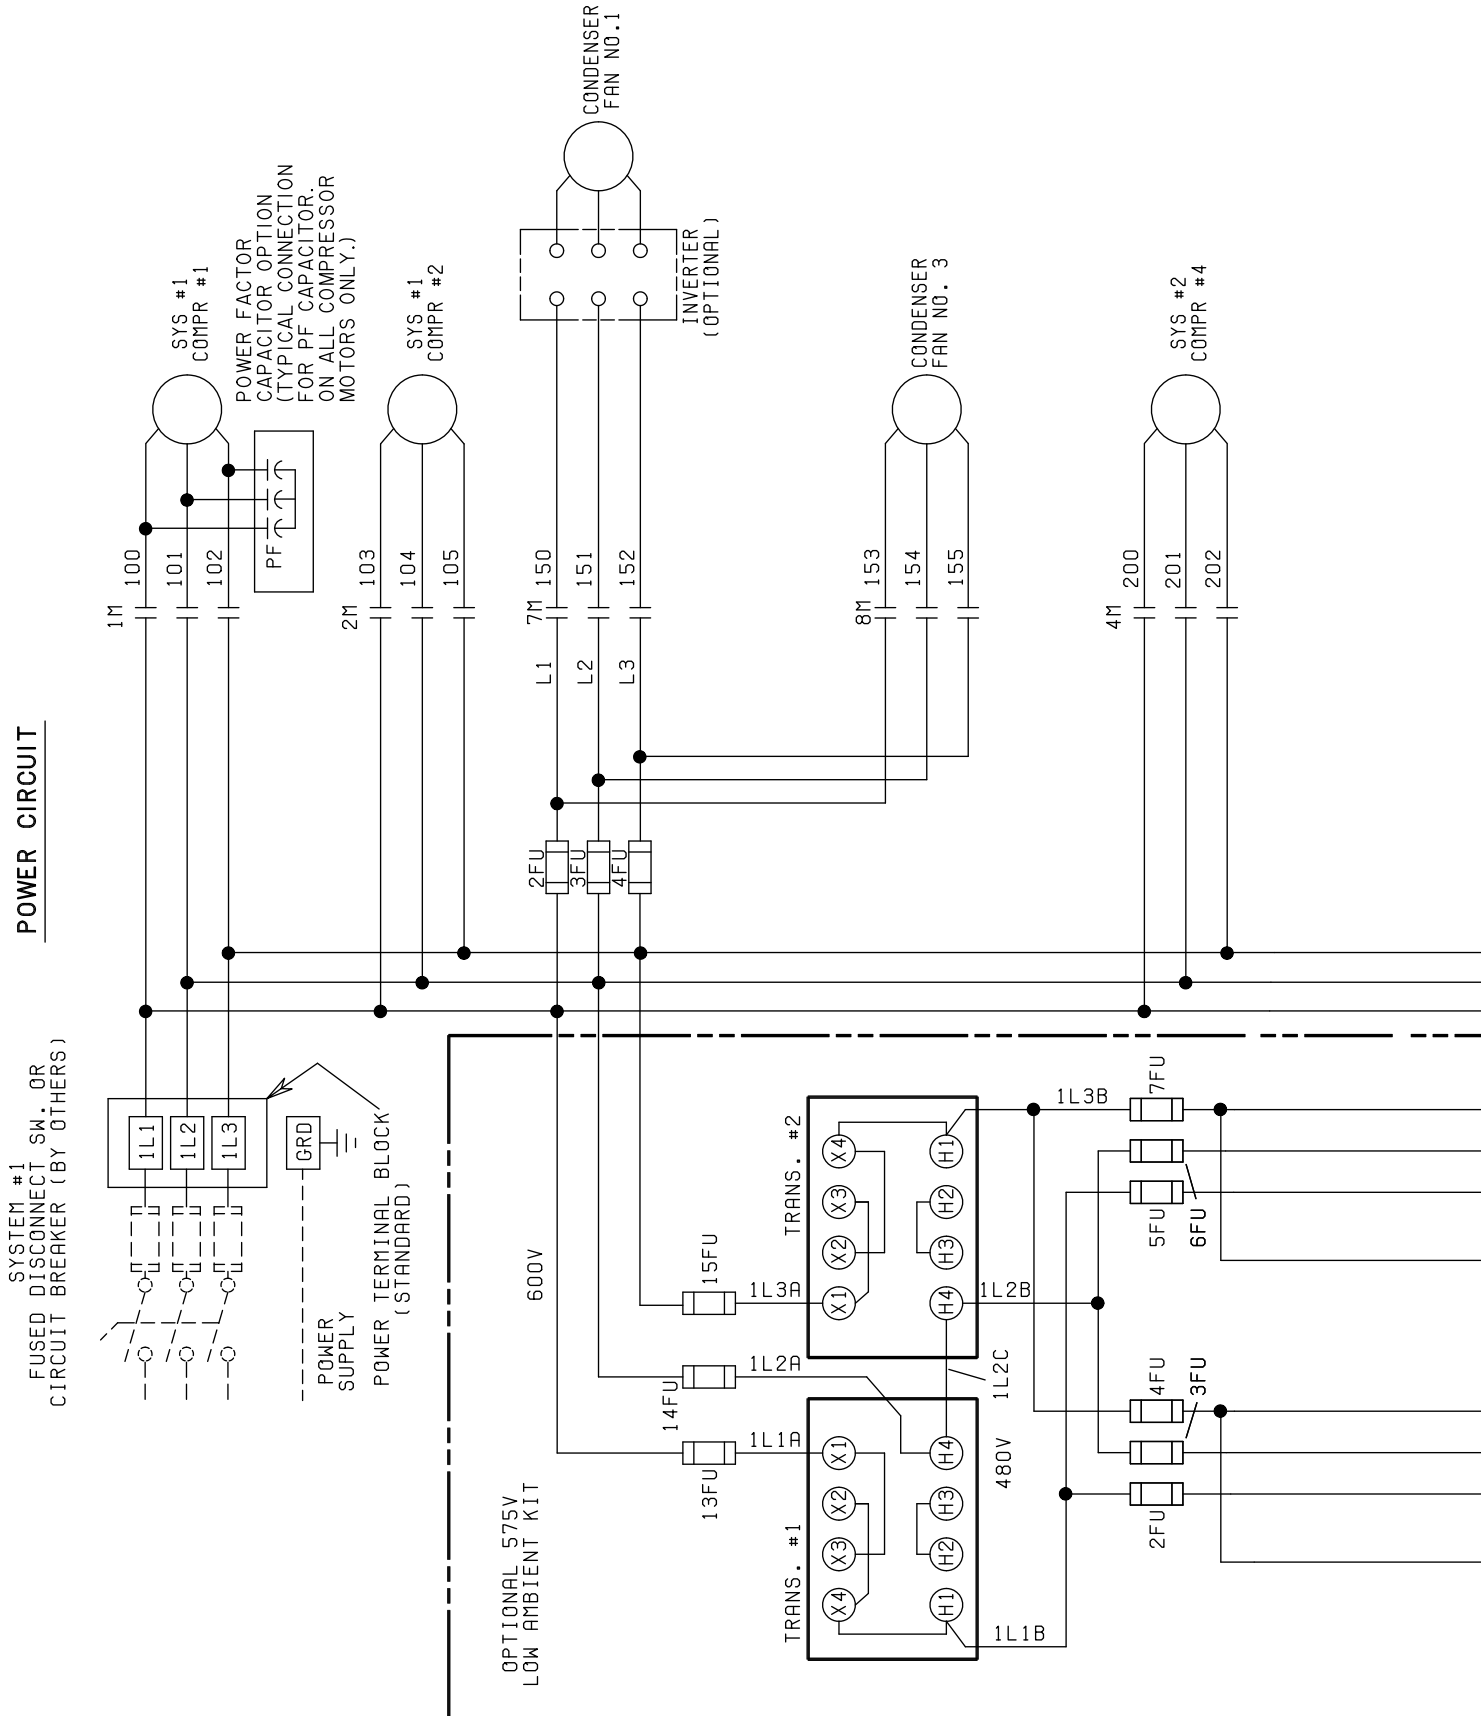 POWER CIRCUIT
SYSTEM #1
FUSED DISCONNECT SW. OR
CIRCUIT BREAKER (BY OTHERS)
1L1
1L2
1L3
GRD
POWER
SUPPLY
POWER TERMINAL BLOCK
(STANDARD)
1M
100
101
102
SYS #1
COMPR #1
PF
POWER FACTOR
CAPACITOR OPTION
(TYPICAL CONNECTION
FOR PF CAPACITOR.
ON ALL COMPRESSOR
MOTORS ONLY.)
2M
103
104
105
SYS #1
COMPR #2
2FU
3FU
4FU
L1
L2
L3
7M
150
151
152
INVERTER
(OPTIONAL)
CONDENSER
FAN NO.1
8M
153
154
155
CONDENSER
FAN NO. 3
4M
200
201
202
SYS #2
COMPR #4
OPTIONAL 575V
LOW AMBIENT KIT
600V
13FU
14FU
15FU
1L1A
1L2A
1L3A
TRANS. #1
X4
X3
X2
X1
H1
H2
H3
H4
TRANS. #2
X1
X2
X3
X4
H4
H3
H2
H1
480V
1L2C
1L1B
1L2B
1L3B
2FU
3FU
4FU
5FU
6FU
7FU